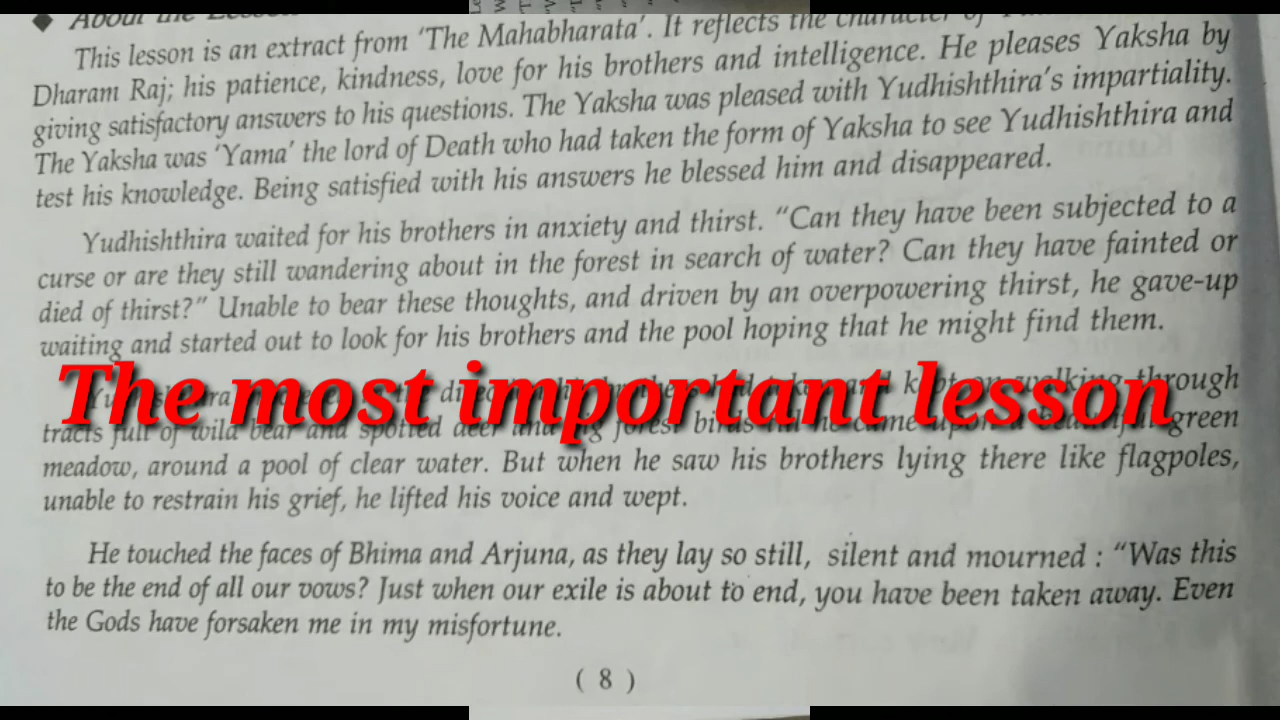 ◆ About the Lesson
This lesson is an extract from 'The Mahabharata'. It reflects the character of
Dharam Raj; his patience, kindness, love for his brothers and intelligence. He pleases Yaksha by
giving satisfactory answers to his questions. The Yaksha was pleased with Yudhishthira's impartiality.
The Yaksha was 'Yama' the lord of Death who had taken the form of Yaksha to see Yudhishthira and
test his knowledge. Being satisfied with his answers he blessed him and disappeared.
Yudhishthira waited for his brothers in anxiety and thirst. "Can they have been subjected to a
curse or are they still wandering about in the forest in search of water? Can they have fainted or
died of thirst?" Unable to bear these thoughts, and driven by an overpowering thirst, he gave-up
waiting and started out to look for his brothers and the pool hoping that he might find them.
The most important lesson
walking through
tracts full of wild bear and spotted deer and forest birds came upon a green
meadow, around a pool of clear water. But when he saw his brothers lying there like flagpoles,
unable to restrain his grief, he lifted his voice and wept.
He touched the faces of Bhima and Arjuna, as they lay so still, silent and mourned : "Was this
to be the end of all our vows? Just when our exile is about to end, you have been taken away. Even
the Gods have forsaken me in my misfortune.
( 8 )